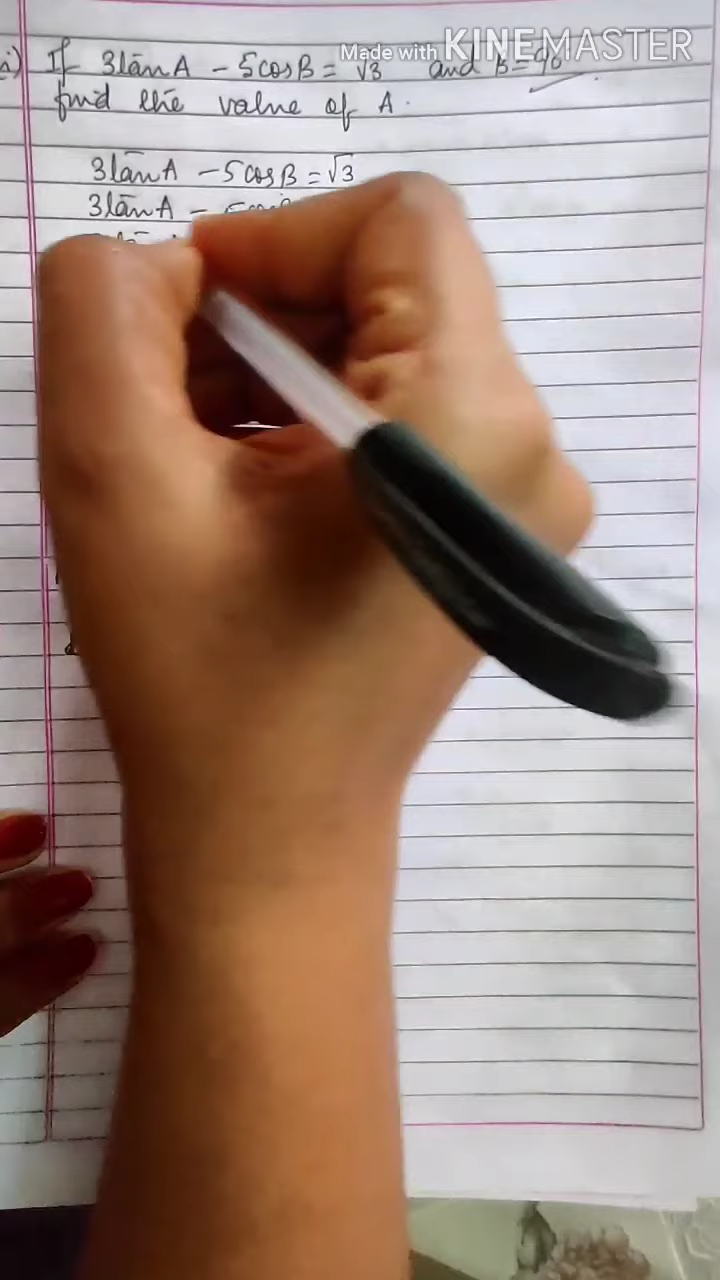 i) If 3tanA - 5cosB = √3 and B = 90°
find the value of A.
3tanA - 5cosB = √3
3tanA -
Made with KINEMASTER